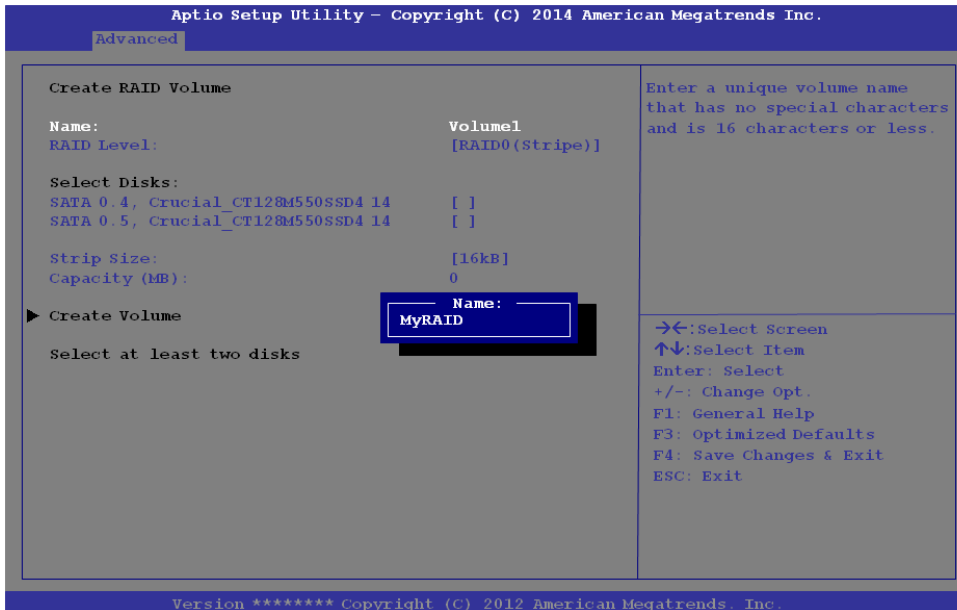 Aptio Setup Utility – Copyright (C) 2014 American Megatrends Inc.
Advanced
Create RAID Volume
Name: Volume1
RAID Level: [RAID0(Stripe)]
Select Disks:
SATA 0.4, Crucial_CT128M550SSD4 14 [ ]
SATA 0.5, Crucial_CT128M550SSD4 14 [ ]
Strip Size: [16kB]
Capacity (MB): 0
▶ Create Volume
Select at least two disks
Name:
MyRAID
Enter a unique volume name
that has no special characters
and is 16 characters or less.
→←:Select Screen
↑↓:Select Item
Enter: Select
+/-: Change Opt.
F1: General Help
F3: Optimized Defaults
F4: Save Changes & Exit
ESC: Exit
Version ******** Copyright (C) 2012 American Megatrends. Inc.